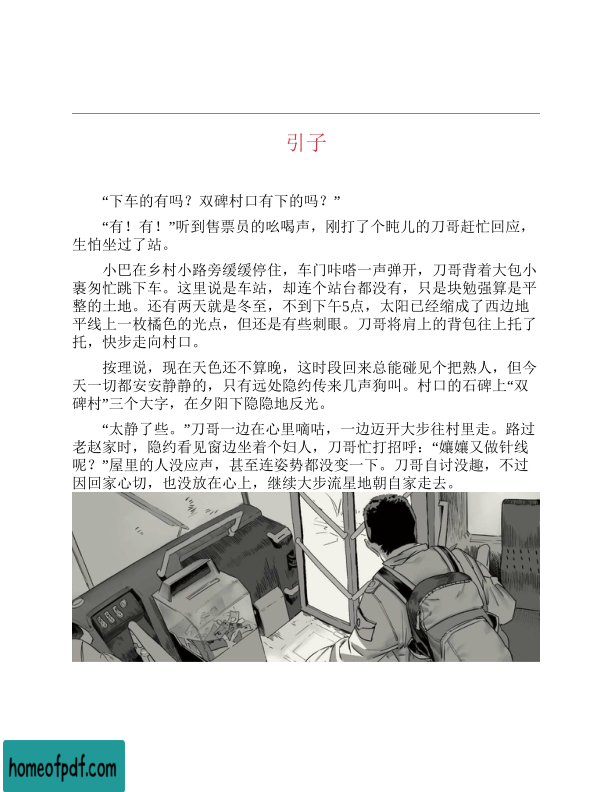 引子
“下车的有吗？双碑村口有下的吗？”
“有！有！”听到售票员的吆喝声，刚打了个盹儿的刀哥赶忙回应，
生怕坐过了站。
小巴在乡村小路旁缓缓停住，车门咔嗒一声弹开，刀哥背着大包小
裹匆忙跳下车。这里说是车站，却连个站台都没有，只是块勉强算是平
整的土地。还有两天就是冬至，不到下午5点，太阳已经缩成了西边地
平线上一枚橘色的光点，但还是有些刺眼。刀哥将肩上的背包往上托了
托，快步走向村口。
按理说，现在天色还不算晚，这时段回来总能碰见个把熟人，但今
天一切都安安静静的，只有远处隐约传来几声狗叫。村口的石碑上“双
碑村”三个大字，在夕阳下隐隐地反光。
“太静了些。”刀哥一边在心里嘀咕，一边迈开大步往村里走。路过
老赵家时，隐约看见窗边坐着个妇人，刀哥忙打招呼：“孃孃又做针线
呢？”屋里的人没应声，甚至连姿势都没变一下。刀哥自讨没趣，不过
因回家心切，也没放在心上，继续大步流星地朝自家走去。
homeofpdf.com